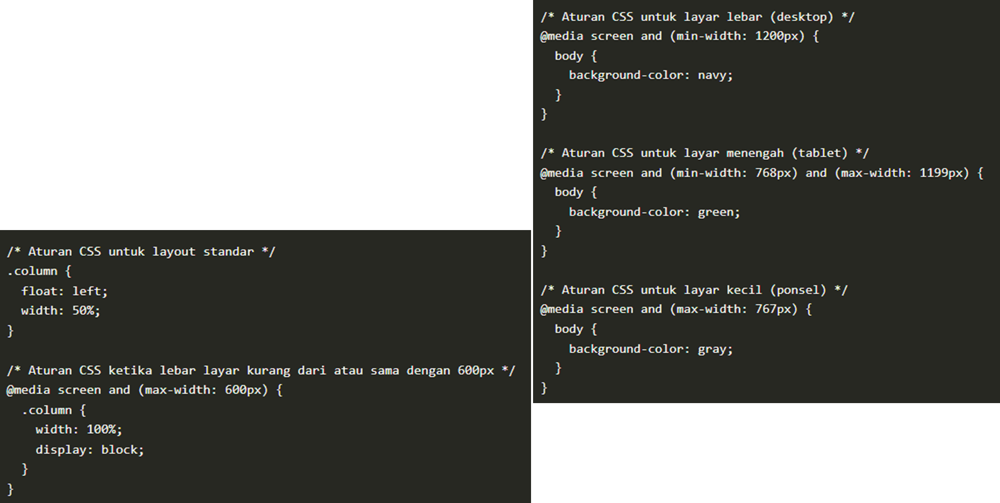 /* Aturan CSS untuk layout standar */
.column {
  float: left;
  width: 50%;
}

/* Aturan CSS ketika lebar layar kurang dari atau sama dengan 600px */
@media screen and (max-width: 600px) {
  .column {
    width: 100%;
    display: block;
  }
}

/* Aturan CSS untuk layar lebar (desktop) */
@media screen and (min-width: 1200px) {
  body {
    background-color: navy;
  }
}

/* Aturan CSS untuk layar menengah (tablet) */
@media screen and (min-width: 768px) and (max-width: 1199px) {
  body {
    background-color: green;
  }
}

/* Aturan CSS untuk layar kecil (ponsel) */
@media screen and (max-width: 767px) {
  body {
    background-color: gray;
  }
}